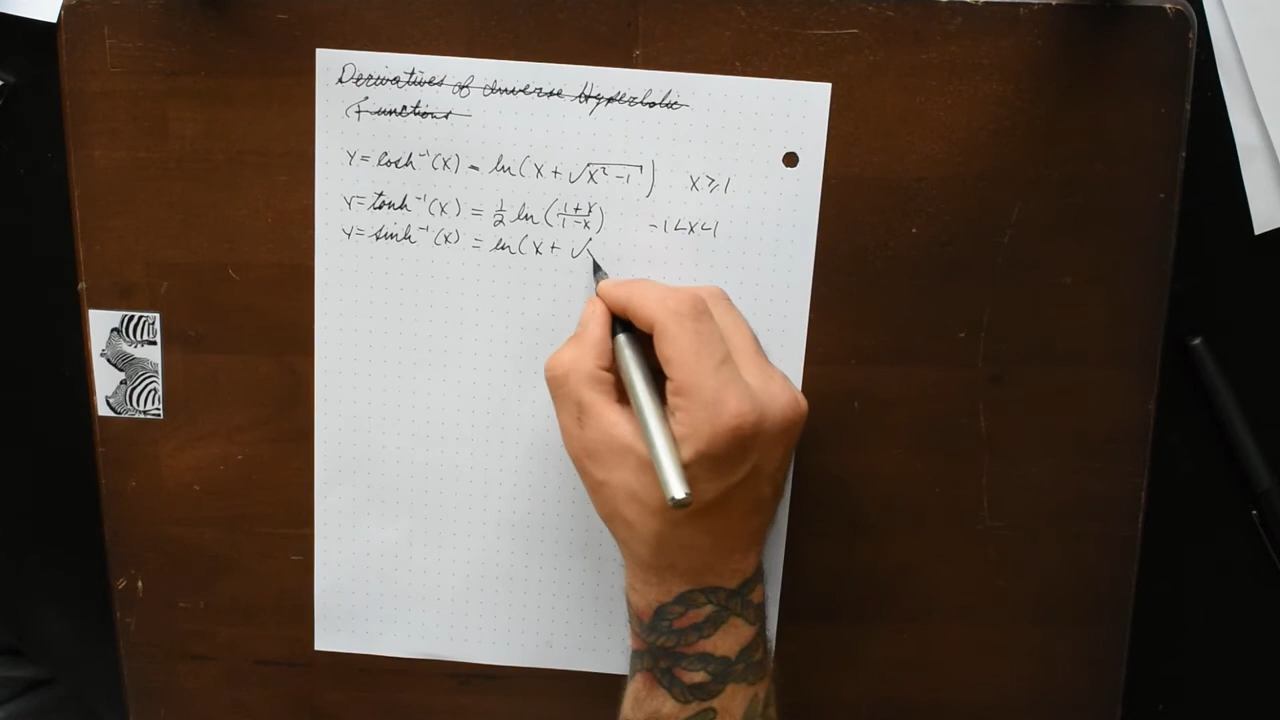 Derivatives of Inverse Hyperbolic
Functions
y = cosh⁻¹(x) = ln(x + √x² - 1) x ≥ 1
y = tanh⁻¹(x) = 1/2 ln(1+x/1-x) -1 < x < 1
y = sinh⁻¹(x) = ln(x + √